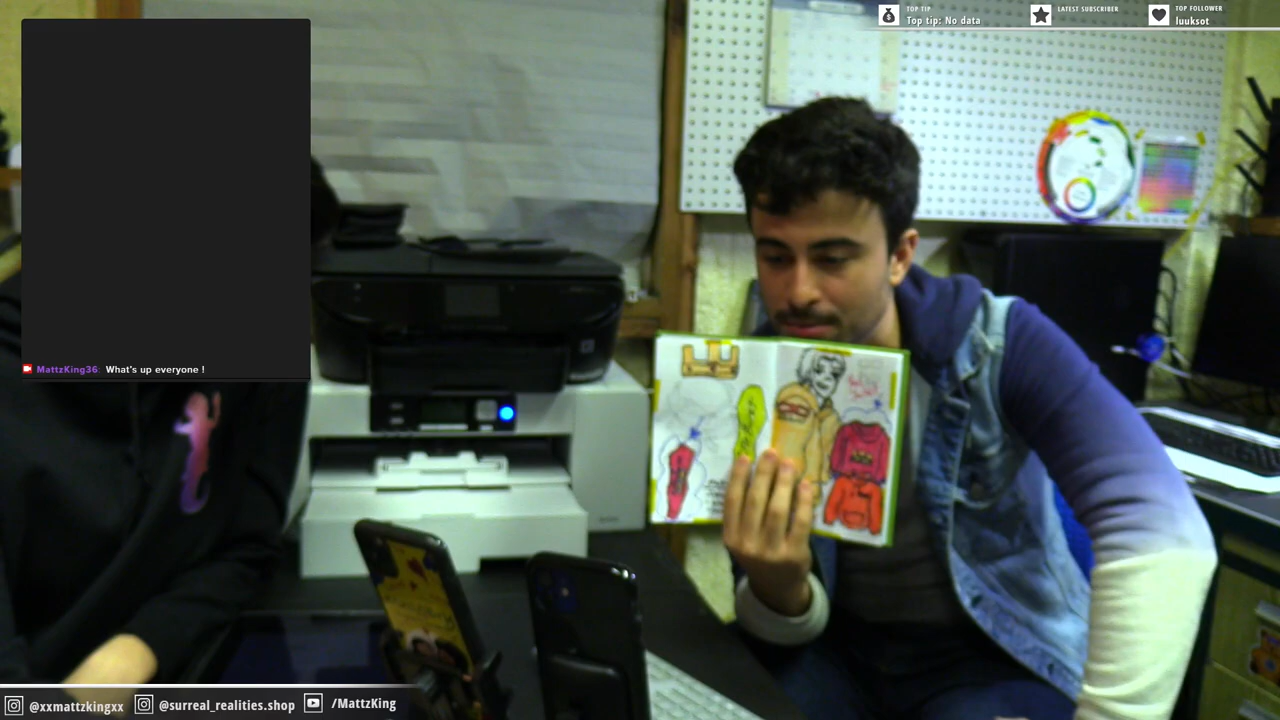 TOP TIP
Top tip: No data
LATEST SUBSCRIBER
TOP FOLLOWER
luuksot
MattzKing36: What's up everyone !
@xxmattzkingxx
@surreal_realities.shop
/MattzKing